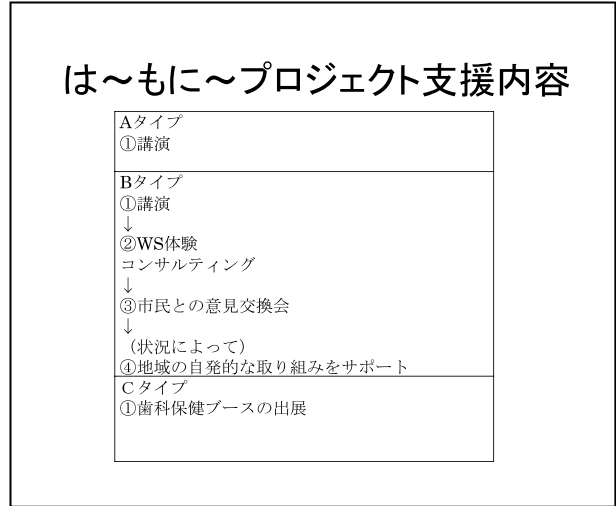 は～もに～プロジェクト支援内容
Aタイプ
①講演
Bタイプ
①講演
↓
②WS体験
コンサルティング
↓
③市民との意見交換会
↓
（状況によって）
④地域の自発的な取り組みをサポート
Ｃタイプ
①歯科保健ブースの出展